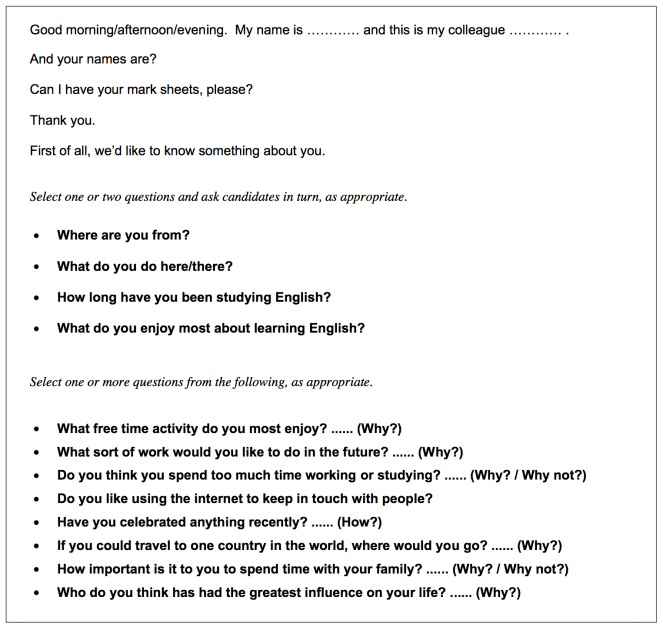 Good morning/afternoon/evening.  My name is ………… and this is my colleague ………… .
And your names are?
Can I have your mark sheets, please?
Thank you.
First of all, we'd like to know something about you.
Select one or two questions and ask candidates in turn, as appropriate.
• Where are you from?
• What do you do here/there?
• How long have you been studying English?
• What do you enjoy most about learning English?
Select one or more questions from the following, as appropriate.
• What free time activity do you most enjoy? ...... (Why?)
• What sort of work would you like to do in the future? ...... (Why?)
• Do you think you spend too much time working or studying? ...... (Why? / Why not?)
• Do you like using the internet to keep in touch with people?
• Have you celebrated anything recently? ...... (How?)
• If you could travel to one country in the world, where would you go? ...... (Why?)
• How important is it to you to spend time with your family? ...... (Why? / Why not?)
• Who do you think has had the greatest influence on your life? ...... (Why?)